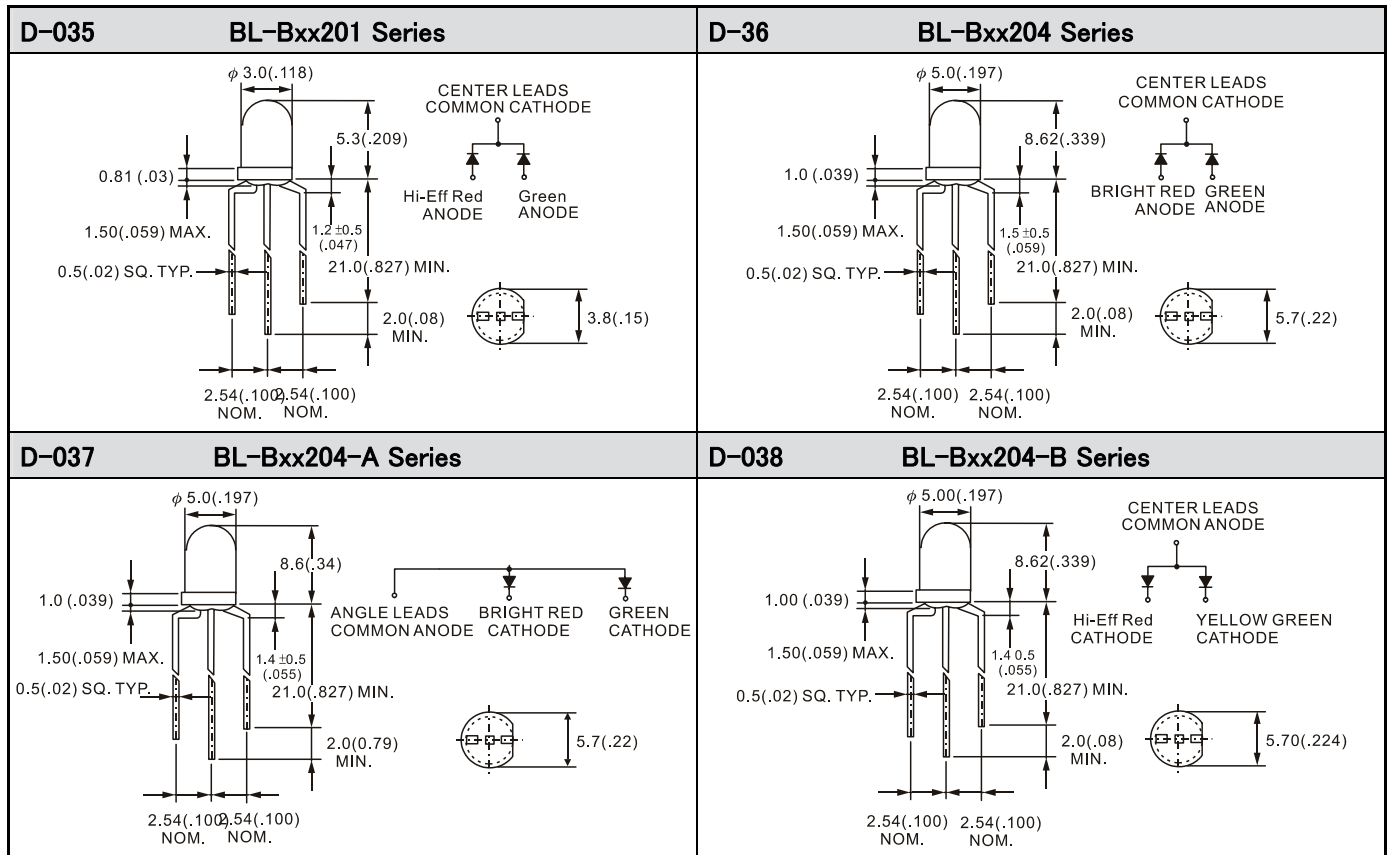 D-035 BL-Bxx201 Series
φ 3.0(.118)
CENTER LEADS
COMMON CATHODE
5.3(.209)
0.81 (.03)
Hi-Eff Red
ANODE
Green
ANODE
1.50(.059) MAX.
1.2 ±0.5
(.047)
0.5(.02) SQ. TYP.
21.0(.827) MIN.
2.0(.08)
MIN.
3.8(.15)
2.54(.100)
NOM.
2.54(.100)
NOM.
D-36 BL-Bxx204 Series
φ 5.0(.197)
CENTER LEADS
COMMON CATHODE
8.62(.339)
1.0 (.039)
BRIGHT RED
ANODE
GREEN
ANODE
1.50(.059) MAX.
1.5 ±0.5
(.059)
0.5(.02) SQ. TYP.
21.0(.827) MIN.
2.0(.08)
MIN.
5.7(.22)
2.54(.100)
NOM.
2.54(.100)
NOM.
D-037 BL-Bxx204-A Series
φ 5.0(.197)
8.6(.34)
1.0 (.039)
ANGLE LEADS
COMMON ANODE
BRIGHT RED
CATHODE
GREEN
CATHODE
1.50(.059) MAX.
1.4 ±0.5
(.055)
0.5(.02) SQ. TYP.
21.0(.827) MIN.
2.0(0.79)
MIN.
5.7(.22)
2.54(.100)
NOM.
2.54(.100)
NOM.
D-038 BL-Bxx204-B Series
φ 5.00(.197)
CENTER LEADS
COMMON ANODE
8.62(.339)
1.00 (.039)
Hi-Eff Red
CATHODE
YELLOW GREEN
CATHODE
1.50(.059) MAX.
1.4 0.5
(.055)
0.5(.02) SQ. TYP.
21.0(.827) MIN.
2.0(.08)
MIN.
5.70(.224)
2.54(.100)
NOM.
2.54(.100)
NOM.